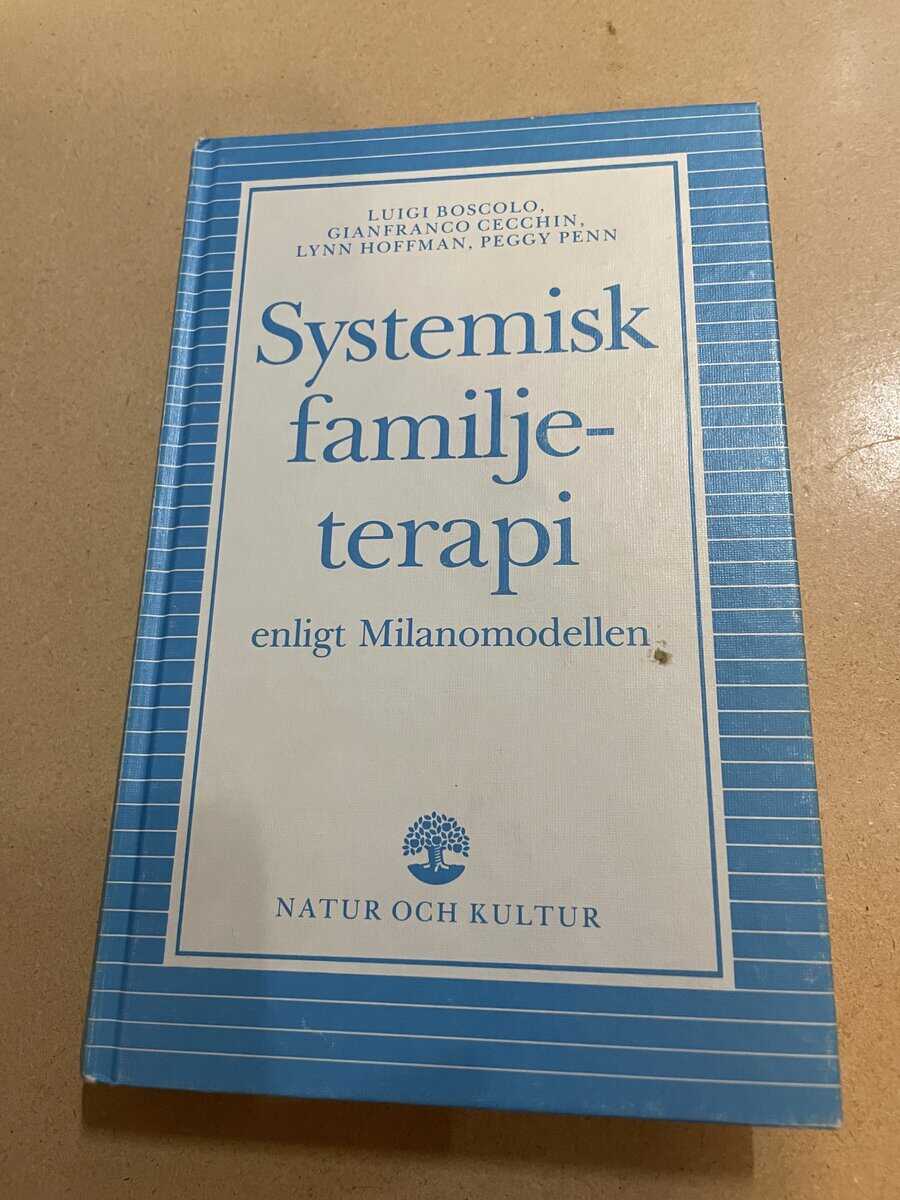 LUIGI BOSCOLO,
GIANFRANCO CECCHIN,
LYNN HOFFMAN, PEGGY PENN
Systemisk
familje-
terapi
enligt Milanomodellen
NATUR OCH KULTUR